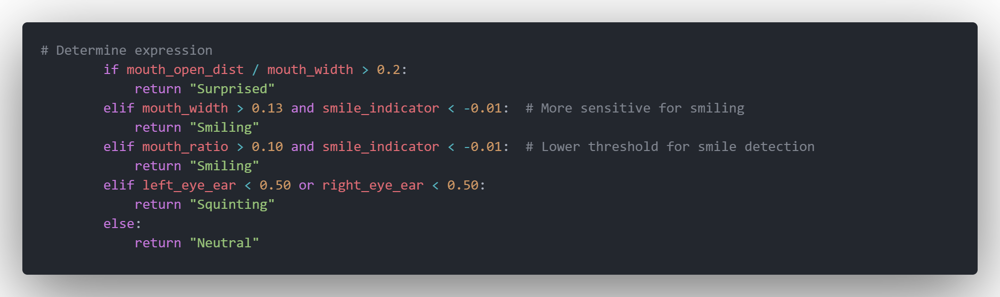 # Determine expression
        if mouth_open_dist / mouth_width > 0.2:
            return "Surprised"
        elif mouth_width > 0.13 and smile_indicator < -0.01:  # More sensitive for smiling
            return "Smiling"
        elif mouth_ratio > 0.10 and smile_indicator < -0.01:  # Lower threshold for smile detection
            return "Smiling"
        elif left_eye_ear < 0.50 or right_eye_ear < 0.50:
            return "Squinting"
        else:
            return "Neutral"